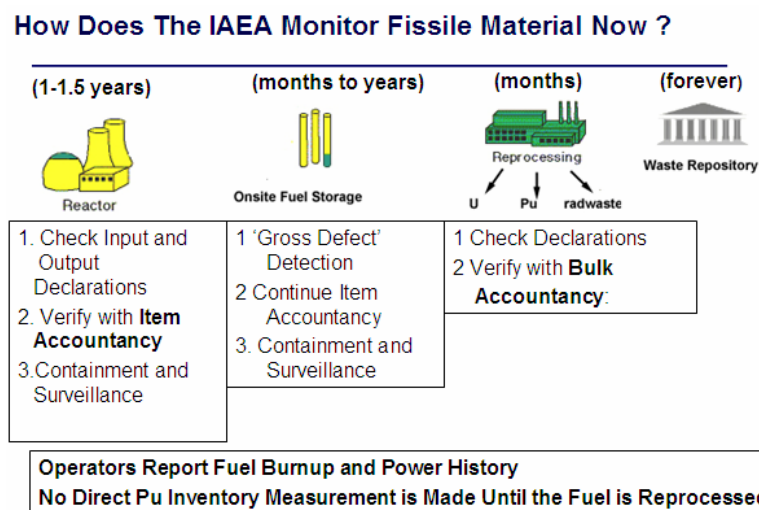 How Does The IAEA Monitor Fissile Material Now ?
(1-1.5 years)
(months to years)
(months)
(forever)
Reactor
Onsite Fuel Storage
Reprocessing
U Pu radwaste
Waste Repository
1. Check Input and
Output
Declarations
2. Verify with Item
Accountancy
3.Containment and
Surveillance
1 ‘Gross Defect’
Detection
2 Continue Item
Accountancy
3. Containment and
Surveillance
1 Check Declarations
2 Verify with Bulk
Accountancy:
Operators Report Fuel Burnup and Power History
No Direct Pu Inventory Measurement is Made Until the Fuel is Reprocessed